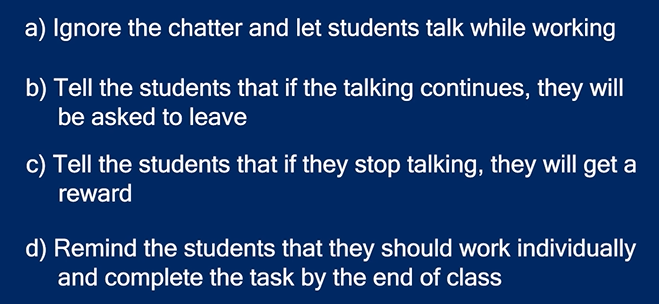 a) Ignore the chatter and let students talk while working
b) Tell the students that if the talking continues, they will
be asked to leave
c) Tell the students that if they stop talking, they will get a
reward
d) Remind the students that they should work individually
and complete the task by the end of class